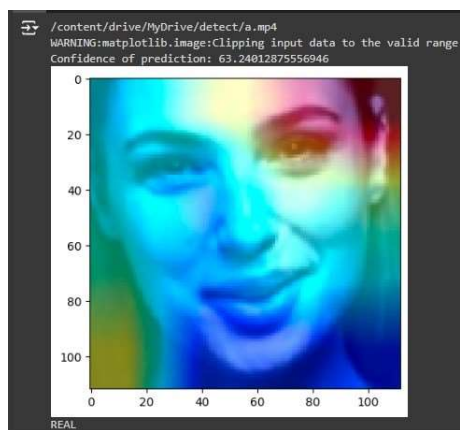 /content/drive/MyDrive/detect/a.mp4
WARNING:matplotlib.image:Clipping input data to the valid range
Confidence of prediction: 63.24012875556946
0
20
40
60
80
100
0 20 40 60 80 100
REAL